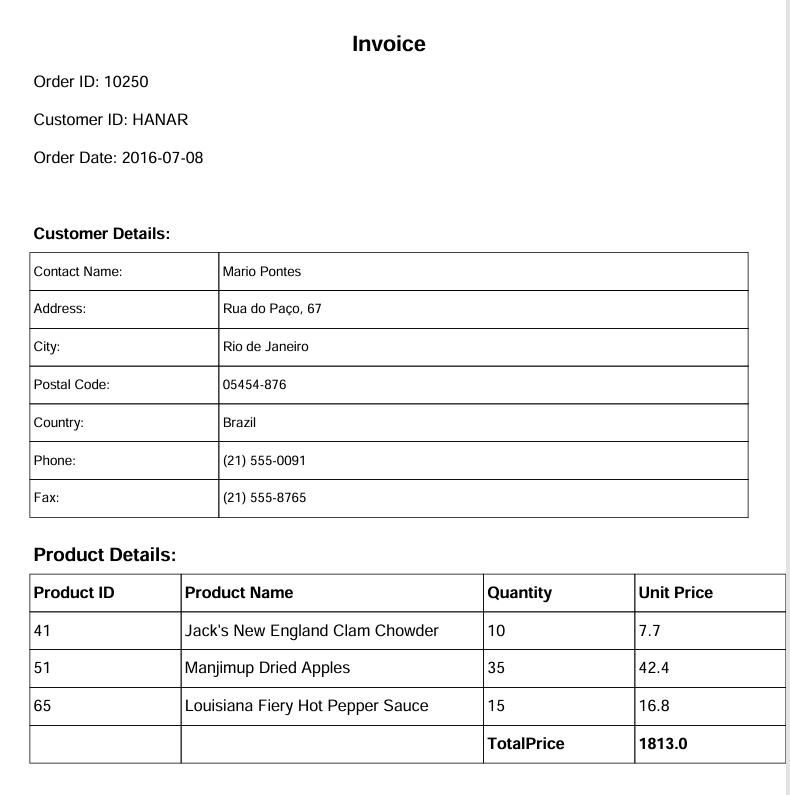 Invoice
Order ID: 10250
Customer ID: HANAR
Order Date: 2016-07-08
Customer Details:
Contact Name: Mario Pontes
Address: Rua do Paço, 67
City: Rio de Janeiro
Postal Code: 05454-876
Country: Brazil
Phone: (21) 555-0091
Fax: (21) 555-8765
Product Details:
Product ID Product Name Quantity Unit Price
41 Jack's New England Clam Chowder 10 7.7
51 Manjimup Dried Apples 35 42.4
65 Louisiana Fiery Hot Pepper Sauce 15 16.8
TotalPrice 1813.0